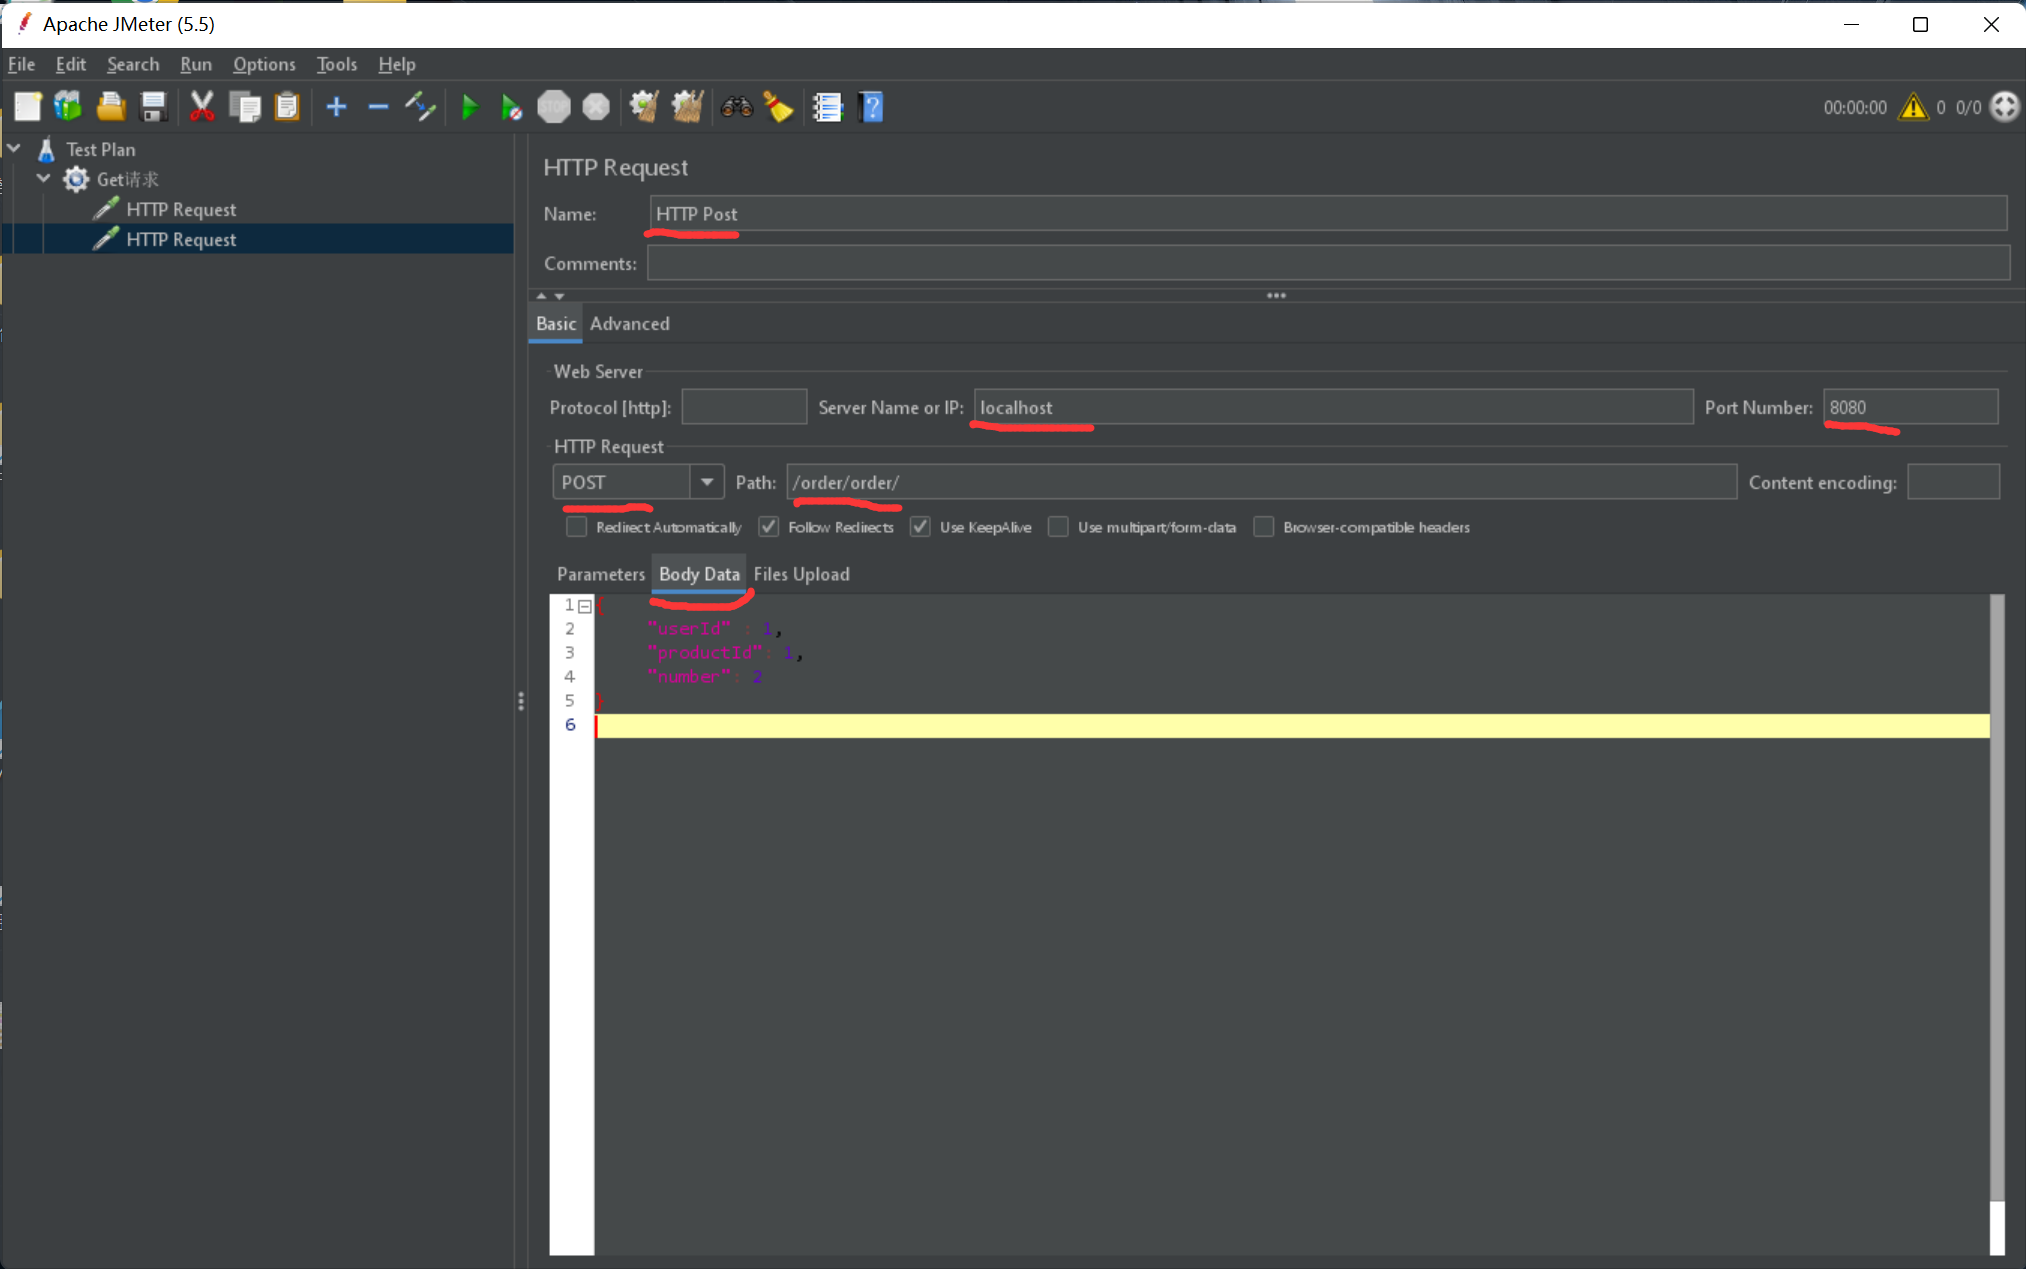 Apache JMeter (5.5)
File Edit Search Run Options Tools Help
STOP
00:00:00 0 0/0
Test Plan
Get请求
HTTP Request
HTTP Request
HTTP Request
Name: HTTP Post
Comments:
Basic Advanced
Web Server
Protocol [http]: Server Name or IP: localhost Port Number: 8080
HTTP Request
POST Path: /order/order/ Content encoding:
Redirect Automatically Follow Redirects Use KeepAlive Use multipart/form-data Browser-compatible headers
Parameters Body Data Files Upload
1 {
2 "userId" : 1,
3 "productId": 1,
4 "number": 2
5 }
6